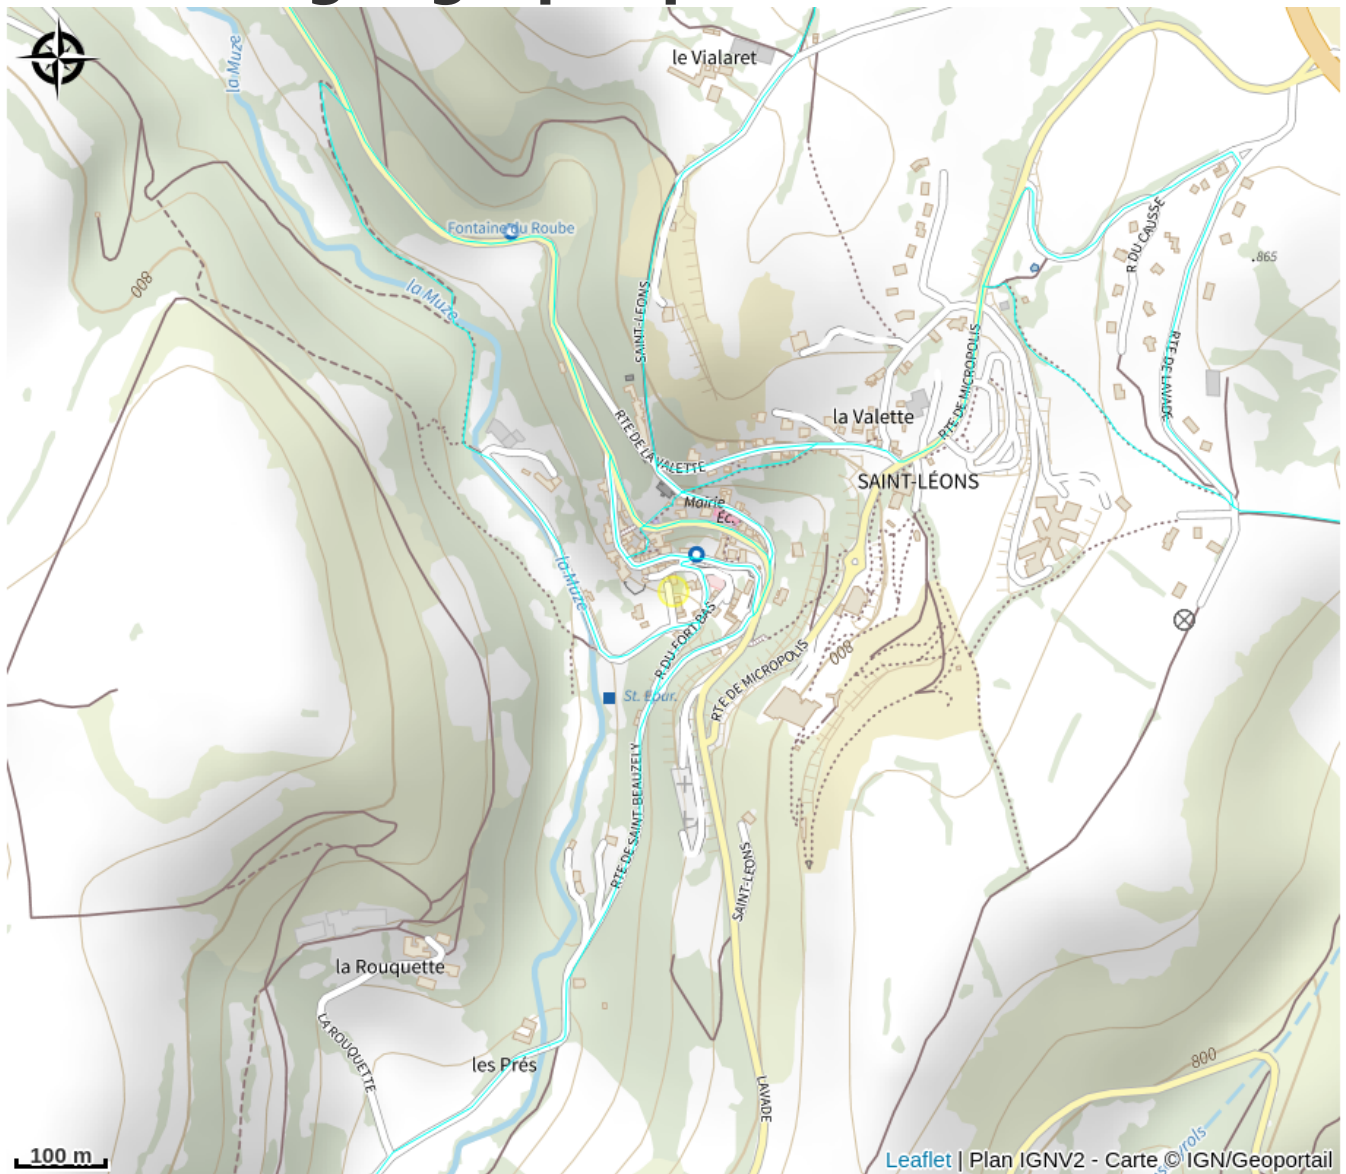 la Muze
le Vialaret
Fontaine du Roube
R DU CAUSSE
.865
800
la Muze
SAINT-LÉONS
RTE DE MICROPOLIS
RTE DE LAVADE
RTE DE LA VALETTE
la Valette
SAINT-LÉONS
Mairie
Éc.
la Muze
R DU FORT BAS
RTE DE MICROPOLIS
800
St. Épur.
RTE DE SAINT-BEAUZELY
SAINT-LÉONS
la Rouquette
LA ROUQUETTE
les Prés
800
LAVADE
100 m
Leaflet | Plan IGNV2 - Carte © IGN/Geoportail